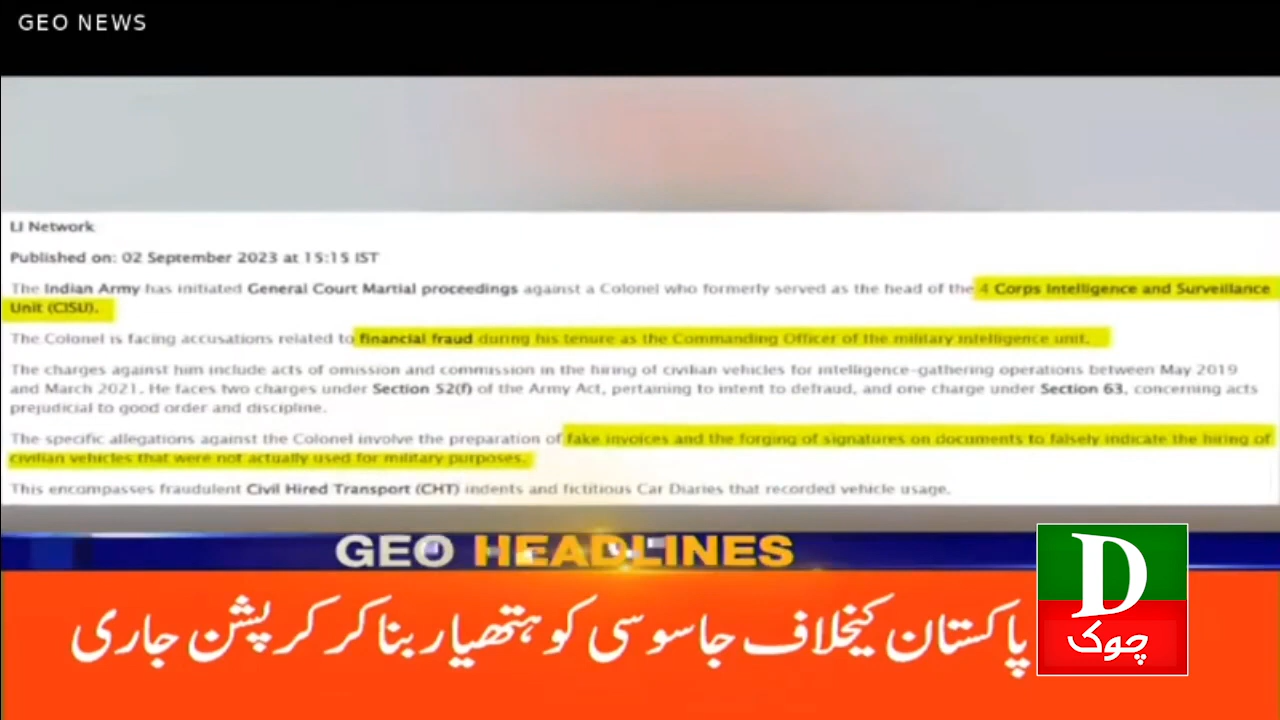 GEO NEWS
LI Network
Published on: 02 September 2023 at 15:15 IST
The Indian Army has initiated General Court Martial proceedings against a Colonel who formerly served as the head of the 4 Corps Intelligence and Surveillance
Unit (CISU).
The Colonel is facing accusations related to financial fraud during his tenure as the Commanding Officer of the military intelligence unit.
The charges against him include acts of omission and commission in the hiring of civilian vehicles for intelligence-gathering operations between May 2019
and March 2021. He faces two charges under Section 52(f) of the Army Act, pertaining to intent to defraud, and one charge under Section 63, concerning acts
prejudicial to good order and discipline.
The specific allegations against the Colonel involve the preparation of fake invoices and the forging of signatures on documents to falsely indicate the hiring of
civilian vehicles that were not actually used for military purposes.
This encompasses fraudulent Civil Hired Transport (CHT) indents and fictitious Car Diaries that recorded vehicle usage.
GEO HEADLINES
D
چوک
پاکستان کیخلاف جاسوسی کو ہتھیار بنا کر کرپشن جاری